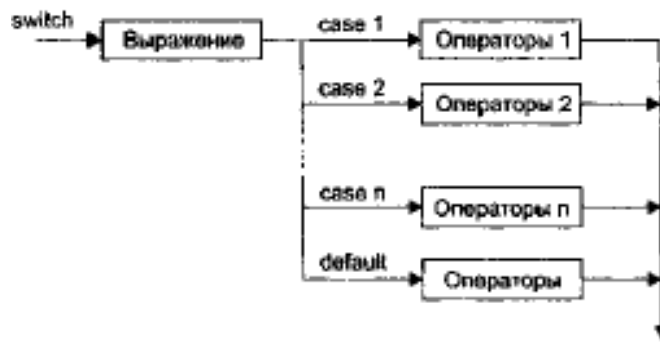 switch
Выражение
case 1
Операторы 1
case 2
Операторы 2
case n
Операторы n
default
Операторы